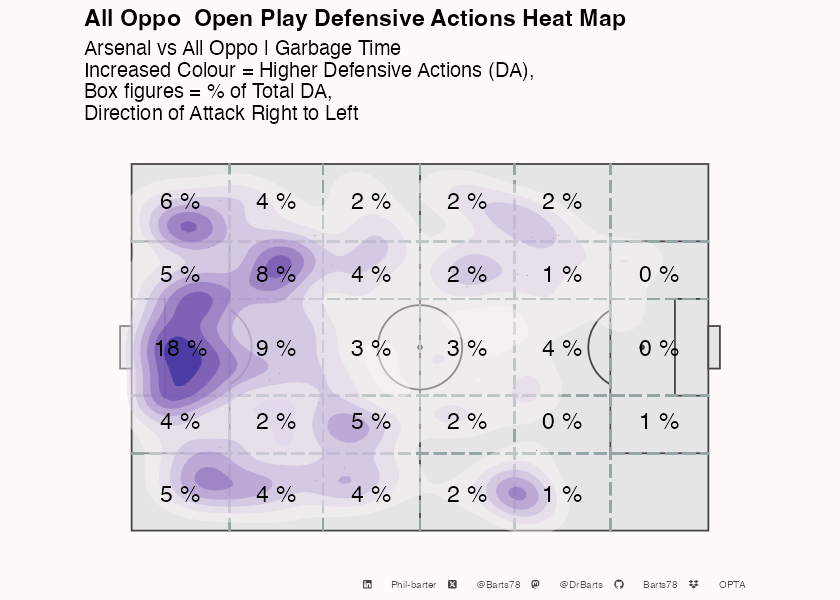 All Oppo  Open Play Defensive Actions Heat Map
Arsenal vs All Oppo | Garbage Time
Increased Colour = Higher Defensive Actions (DA),
Box figures = % of Total DA,
Direction of Attack Right to Left
6 % 4 % 2 % 2 % 2 %
5 % 8 % 4 % 2 % 1 % 0 %
18 % 9 % 3 % 3 % 4 % 0 %
4 % 2 % 5 % 2 % 0 % 1 %
5 % 4 % 4 % 2 % 1 %
Phil-barter @Barts78 @DrBarts Barts78 OPTA